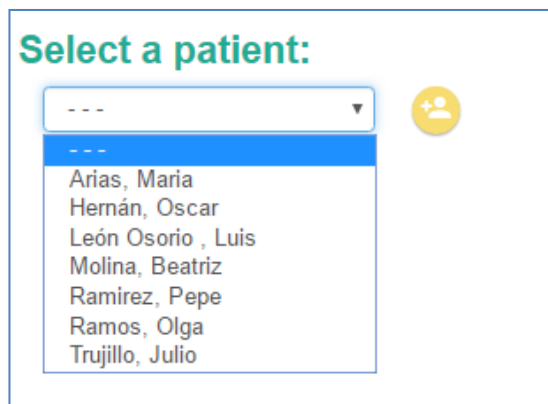 Select a patient:
- - -
- - -
Arias, Maria
Hernán, Oscar
León Osorio , Luis
Molina, Beatriz
Ramirez, Pepe
Ramos, Olga
Trujillo, Julio